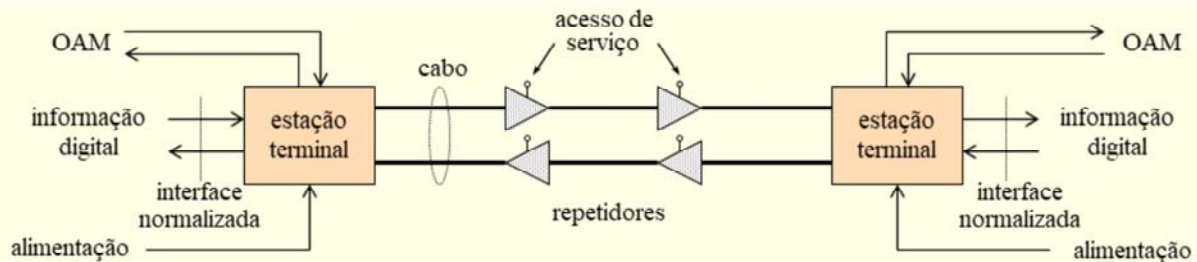 OAM
acesso de
serviço
OAM
cabo
informação
digital
estação
terminal
estação
terminal
informação
digital
interface
normalizada
repetidores
interface
normalizada
alimentação
alimentação